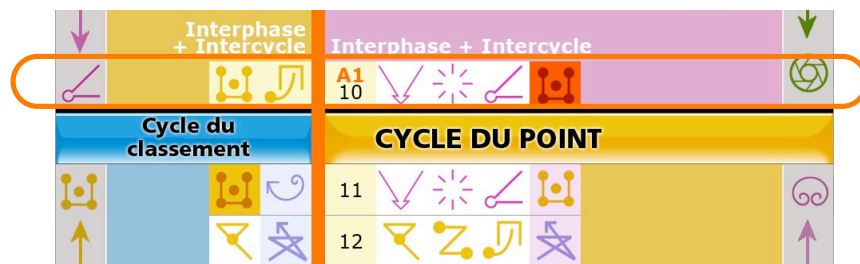 Interphase
+ Intercycle
Interphase + Intercycle
A1
10
Cycle du
classement
CYCLE DU POINT
11
12